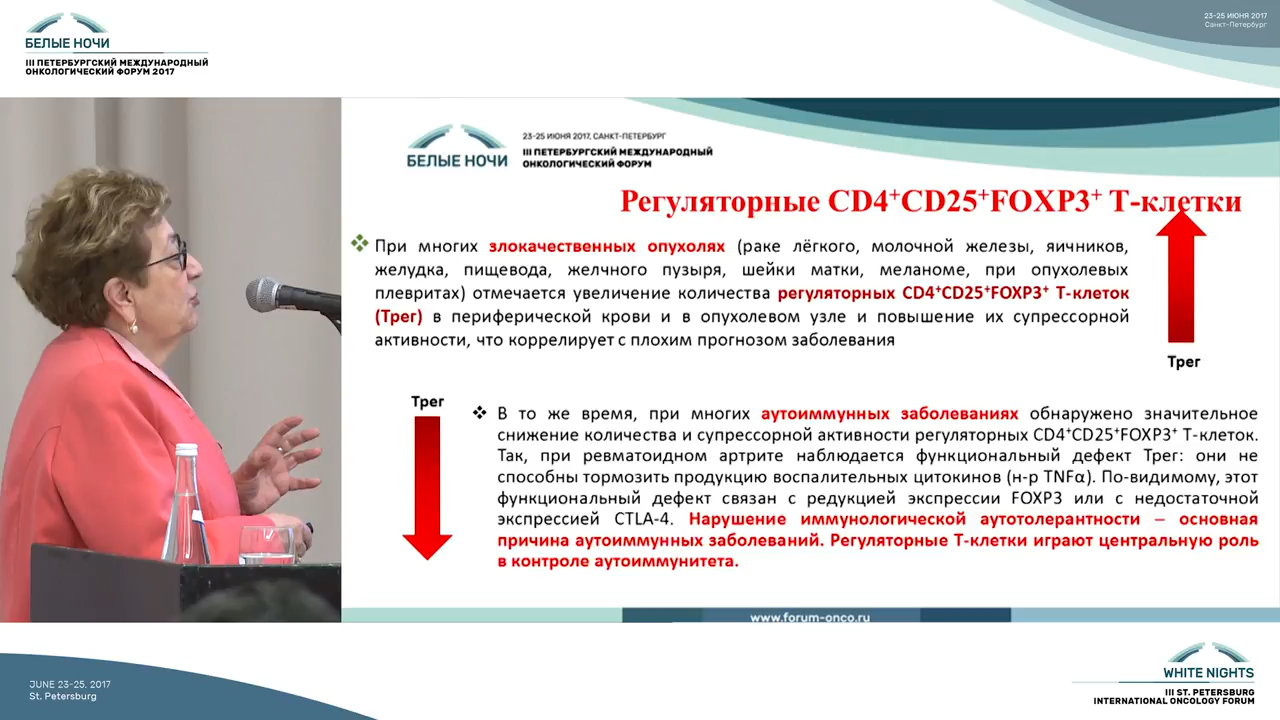 БЕЛЫЕ НОЧИ
III ПЕТЕРБУРГСКИЙ МЕЖДУНАРОДНЫЙ
ОНКОЛОГИЧЕСКИЙ ФОРУМ 2017
23-25 ИЮНЯ 2017
Санкт-Петербург
БЕЛЫЕ НОЧИ
23-25 ИЮНЯ 2017, САНКТ-ПЕТЕРБУРГ
III ПЕТЕРБУРГСКИЙ МЕЖДУНАРОДНЫЙ
ОНКОЛОГИЧЕСКИЙ ФОРУМ
Регуляторные CD4⁺CD25⁺FOXP3⁺ Т-клетки
При многих злокачественных опухолях (раке лёгкого, молочной железы, яичников,
желудка, пищевода, желчного пузыря, шейки матки, меланоме, при опухолевых
плевритах) отмечается увеличение количества регуляторных CD4⁺CD25⁺FOXP3⁺ Т-клеток
(Трег) в периферической крови и в опухолевом узле и повышение их супрессорной
активности, что коррелирует с плохим прогнозом заболевания
Трег
Трег
В то же время, при многих аутоиммунных заболеваниях обнаружено значительное
снижение количества и супрессорной активности регуляторных CD4⁺CD25⁺FOXP3⁺ Т-клеток.
Так, при ревматоидном артрите наблюдается функциональный дефект Трег: они не
способны тормозить продукцию воспалительных цитокинов (н-р TNFα). По-видимому, этот
функциональный дефект связан с редукцией экспрессии FOXP3 или с недостаточной
экспрессией CTLA-4. Нарушение иммунологической аутотолерантности – основная
причина аутоиммунных заболеваний. Регуляторные Т-клетки играют центральную роль
в контроле аутоиммунитета.
www.forum-onco.ru
JUNE 23-25, 2017
St. Petersburg
WHITE NIGHTS
III ST. PETERSBURG
INTERNATIONAL ONCOLOGY FORUM